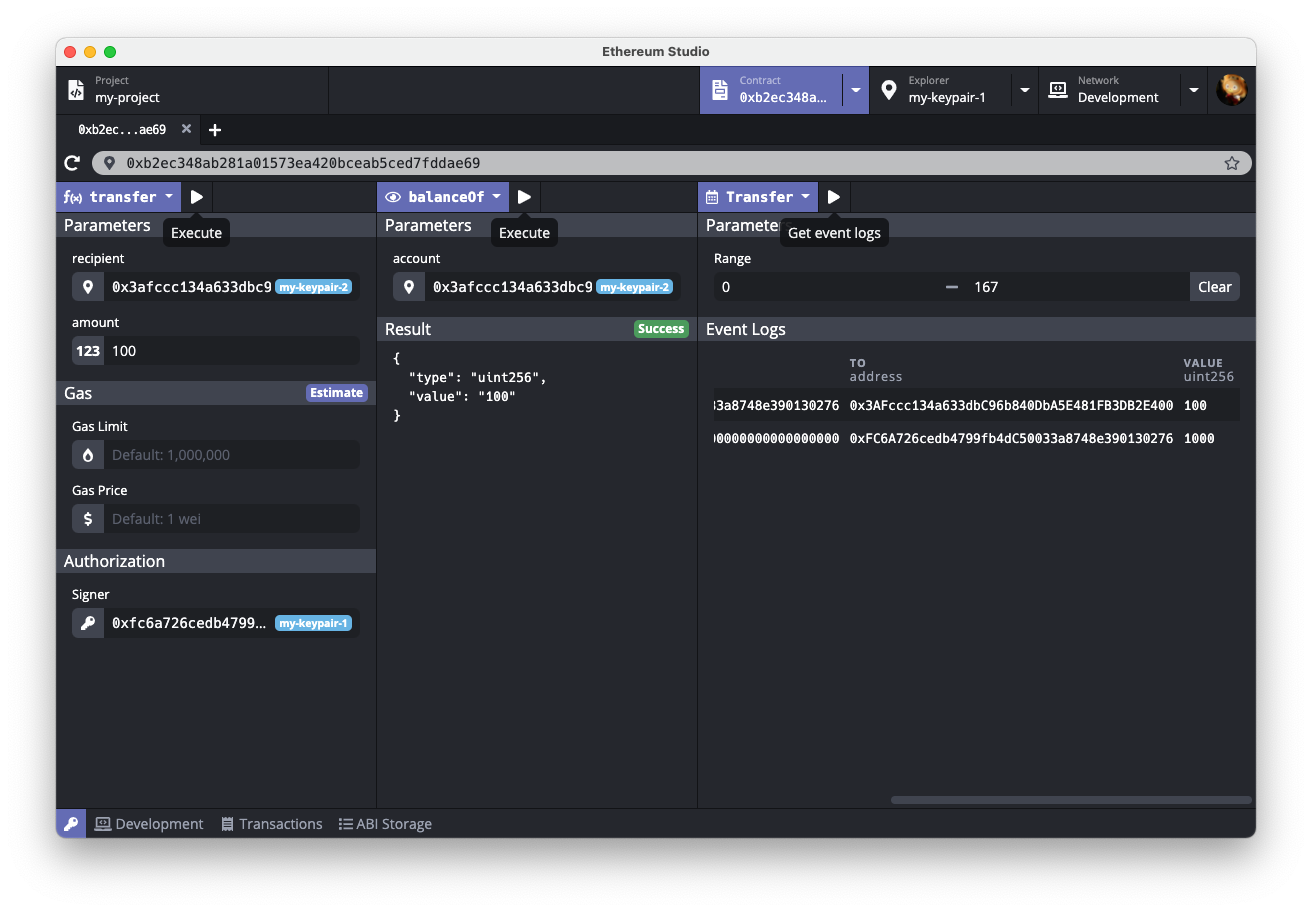 Ethereum Studio
Project
my-project
Contract
0xb2ec348a...
Explorer
my-keypair-1
Network
Development
0xb2ec...ae69
0xb2ec348ab281a01573ea420bceab5ced7fddae69
f(x) transfer
balanceOf
Transfer
Parameters
Execute
Parameters
Execute
Paramete
Get event logs
recipient
0x3afccc134a633dbc9 my-keypair-2
amount
123 100
Gas Estimate
Gas Limit
Default: 1,000,000
Gas Price
$ Default: 1 wei
Authorization
Signer
0xfc6a726cedb4799... my-keypair-1
account
0x3afccc134a633dbc9 my-keypair-2
Result Success
{
"type": "uint256",
"value": "100"
}
Range
0 — 167 Clear
Event Logs
TO VALUE
address uint256
33a8748e390130276 0x3AFccc134a633dbC96b840DbA5E481FB3DB2E400 100
00000000000000000 0xFC6A726cedb4799fb4dC50033a8748e390130276 1000
Development Transactions ABI Storage